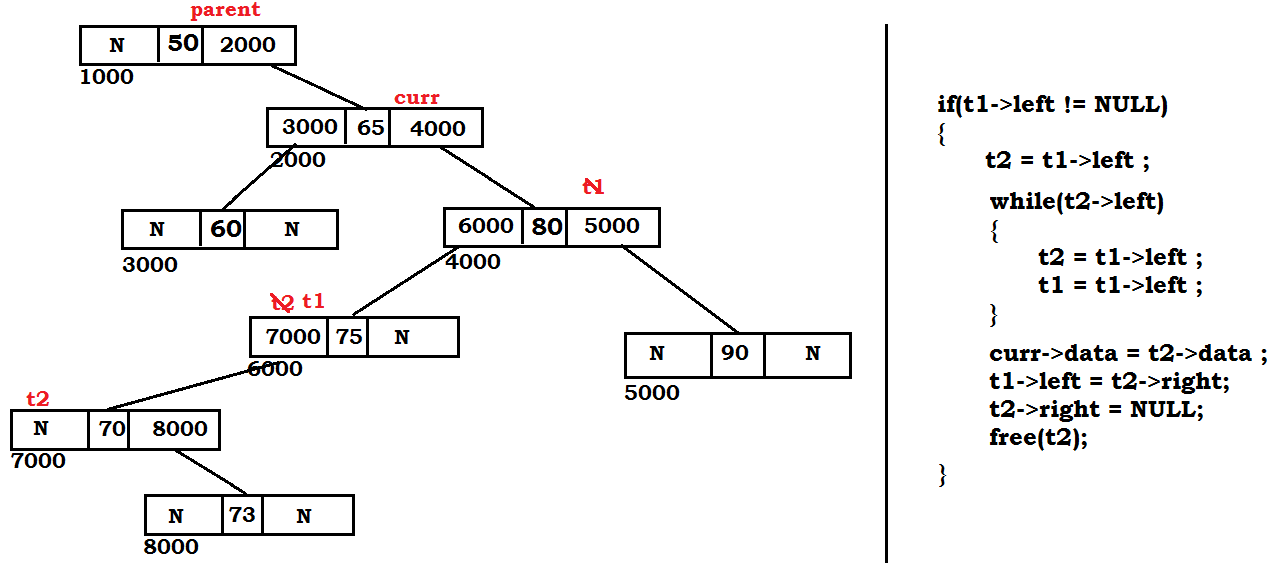 parent
N 50 2000
1000
curr
3000 65 4000
2000
t1
N 60 N
3000
6000 80 5000
4000
t2 t1
7000 75 N
6000
N 90 N
5000
t2
N 70 8000
7000
N 73 N
8000
if(t1->left != NULL)
{
t2 = t1->left ;
while(t2->left)
{
t2 = t1->left ;
t1 = t1->left ;
}
curr->data = t2->data ;
t1->left = t2->right;
t2->right = NULL;
free(t2);
}